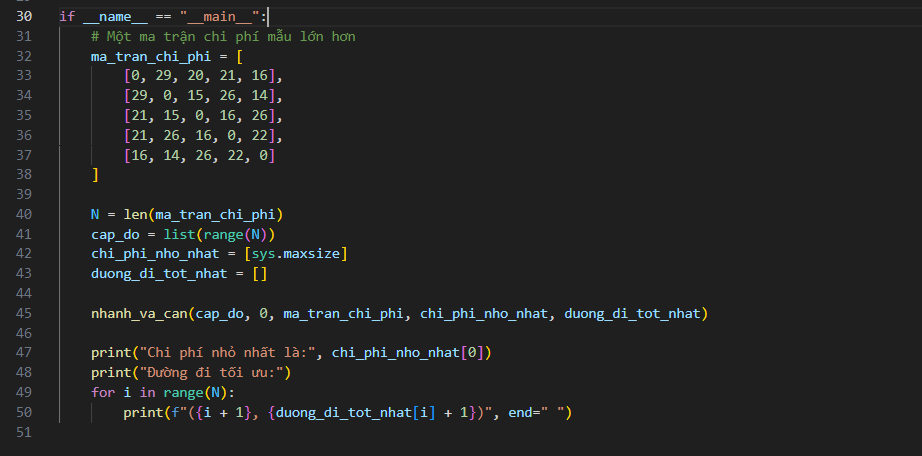 30 if __name__ == "__main__":
31     # Một ma trận chi phí mẫu lớn hơn
32     ma_tran_chi_phi = [
33         [0, 29, 20, 21, 16],
34         [29, 0, 15, 26, 14],
35         [21, 15, 0, 16, 26],
36         [21, 26, 16, 0, 22],
37         [16, 14, 26, 22, 0]
38     ]
39
40     N = len(ma_tran_chi_phi)
41     cap_do = list(range(N))
42     chi_phi_nho_nhat = [sys.maxsize]
43     duong_di_tot_nhat = []
44
45     nhanh_va_can(cap_do, 0, ma_tran_chi_phi, chi_phi_nho_nhat, duong_di_tot_nhat)
46
47     print("Chi phí nhỏ nhất là:", chi_phi_nho_nhat[0])
48     print("Đường đi tối ưu:")
49     for i in range(N):
50         print(f"({i + 1}, {duong_di_tot_nhat[i] + 1})", end=" ")
51